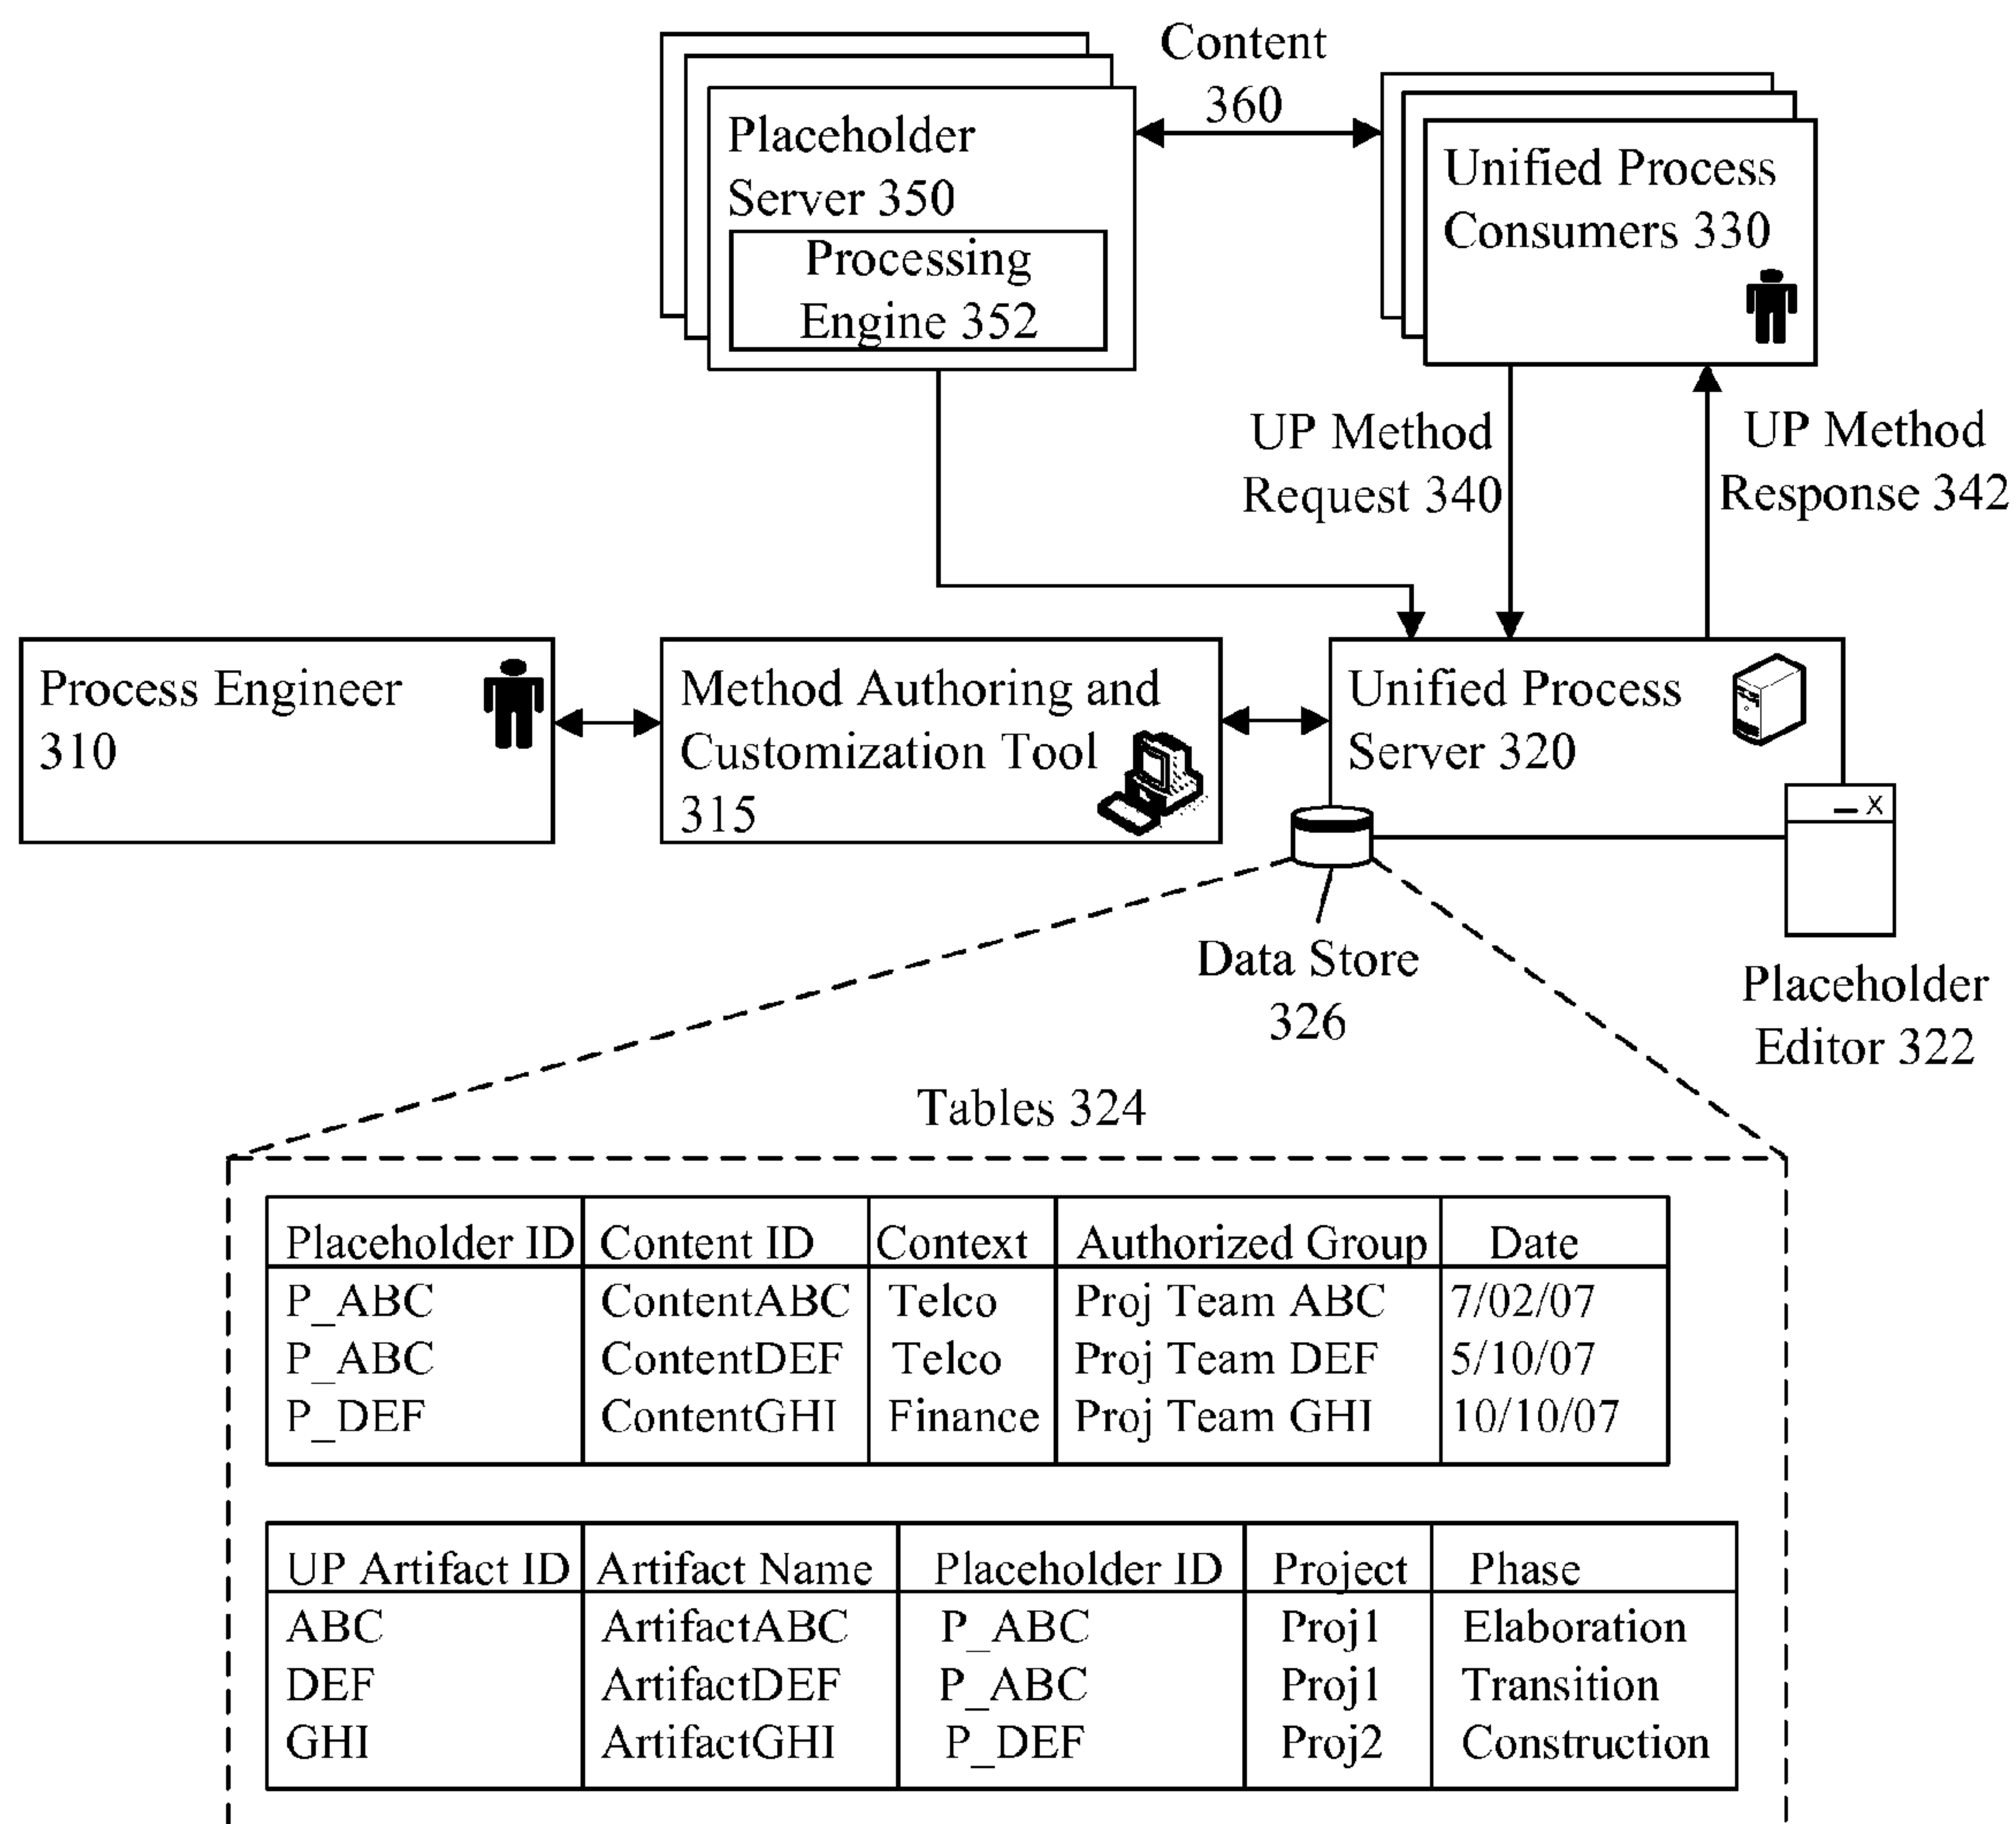 Content
360
Placeholder
Server 350
Processing
Engine 352
Unified Process
Consumers 330
UP Method
Request 340
UP Method
Response 342
Process Engineer
310
Method Authoring and
Customization Tool
315
Unified Process
Server 320
X
Data Store
326
Placeholder
Editor 322
Tables 324
Placeholder ID Content ID Context Authorized Group Date
P_ABC ContentABC Telco Proj Team ABC 7/02/07
P_ABC ContentDEF Telco Proj Team DEF 5/10/07
P_DEF ContentGHI Finance Proj Team GHI 10/10/07
UP Artifact ID Artifact Name Placeholder ID Project Phase
ABC ArtifactABC P_ABC Proj1 Elaboration
DEF ArtifactDEF P_ABC Proj1 Transition
GHI ArtifactGHI P_DEF Proj2 Construction